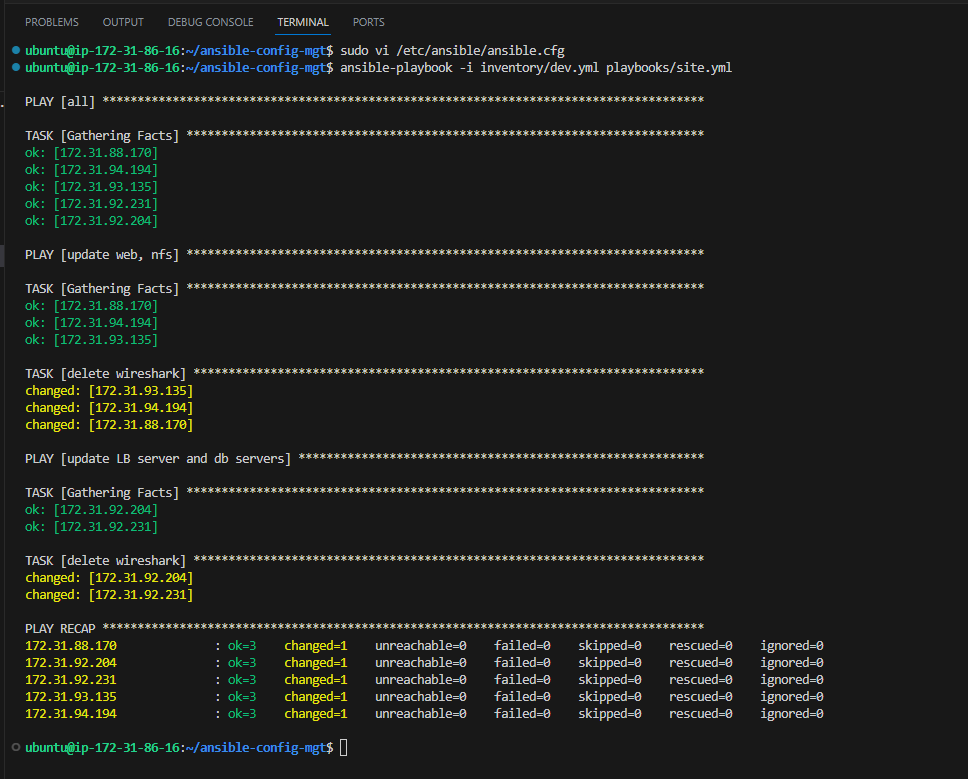 PROBLEMS OUTPUT DEBUG CONSOLE TERMINAL PORTS
ubuntu@ip-172-31-86-16:~/ansible-config-mgt$ sudo vi /etc/ansible/ansible.cfg
ubuntu@ip-172-31-86-16:~/ansible-config-mgt$ ansible-playbook -i inventory/dev.yml playbooks/site.yml
PLAY [all] **************************************************************************************
TASK [Gathering Facts] **************************************************************************
ok: [172.31.88.170]
ok: [172.31.94.194]
ok: [172.31.93.135]
ok: [172.31.92.231]
ok: [172.31.92.204]
PLAY [update web, nfs] **************************************************************************
TASK [Gathering Facts] **************************************************************************
ok: [172.31.88.170]
ok: [172.31.94.194]
ok: [172.31.93.135]
TASK [delete wireshark] *************************************************************************
changed: [172.31.93.135]
changed: [172.31.94.194]
changed: [172.31.88.170]
PLAY [update LB server and db servers] **********************************************************
TASK [Gathering Facts] **************************************************************************
ok: [172.31.92.204]
ok: [172.31.92.231]
TASK [delete wireshark] *************************************************************************
changed: [172.31.92.204]
changed: [172.31.92.231]
PLAY RECAP **************************************************************************************
172.31.88.170 : ok=3 changed=1 unreachable=0 failed=0 skipped=0 rescued=0 ignored=0
172.31.92.204 : ok=3 changed=1 unreachable=0 failed=0 skipped=0 rescued=0 ignored=0
172.31.92.231 : ok=3 changed=1 unreachable=0 failed=0 skipped=0 rescued=0 ignored=0
172.31.93.135 : ok=3 changed=1 unreachable=0 failed=0 skipped=0 rescued=0 ignored=0
172.31.94.194 : ok=3 changed=1 unreachable=0 failed=0 skipped=0 rescued=0 ignored=0
ubuntu@ip-172-31-86-16:~/ansible-config-mgt$